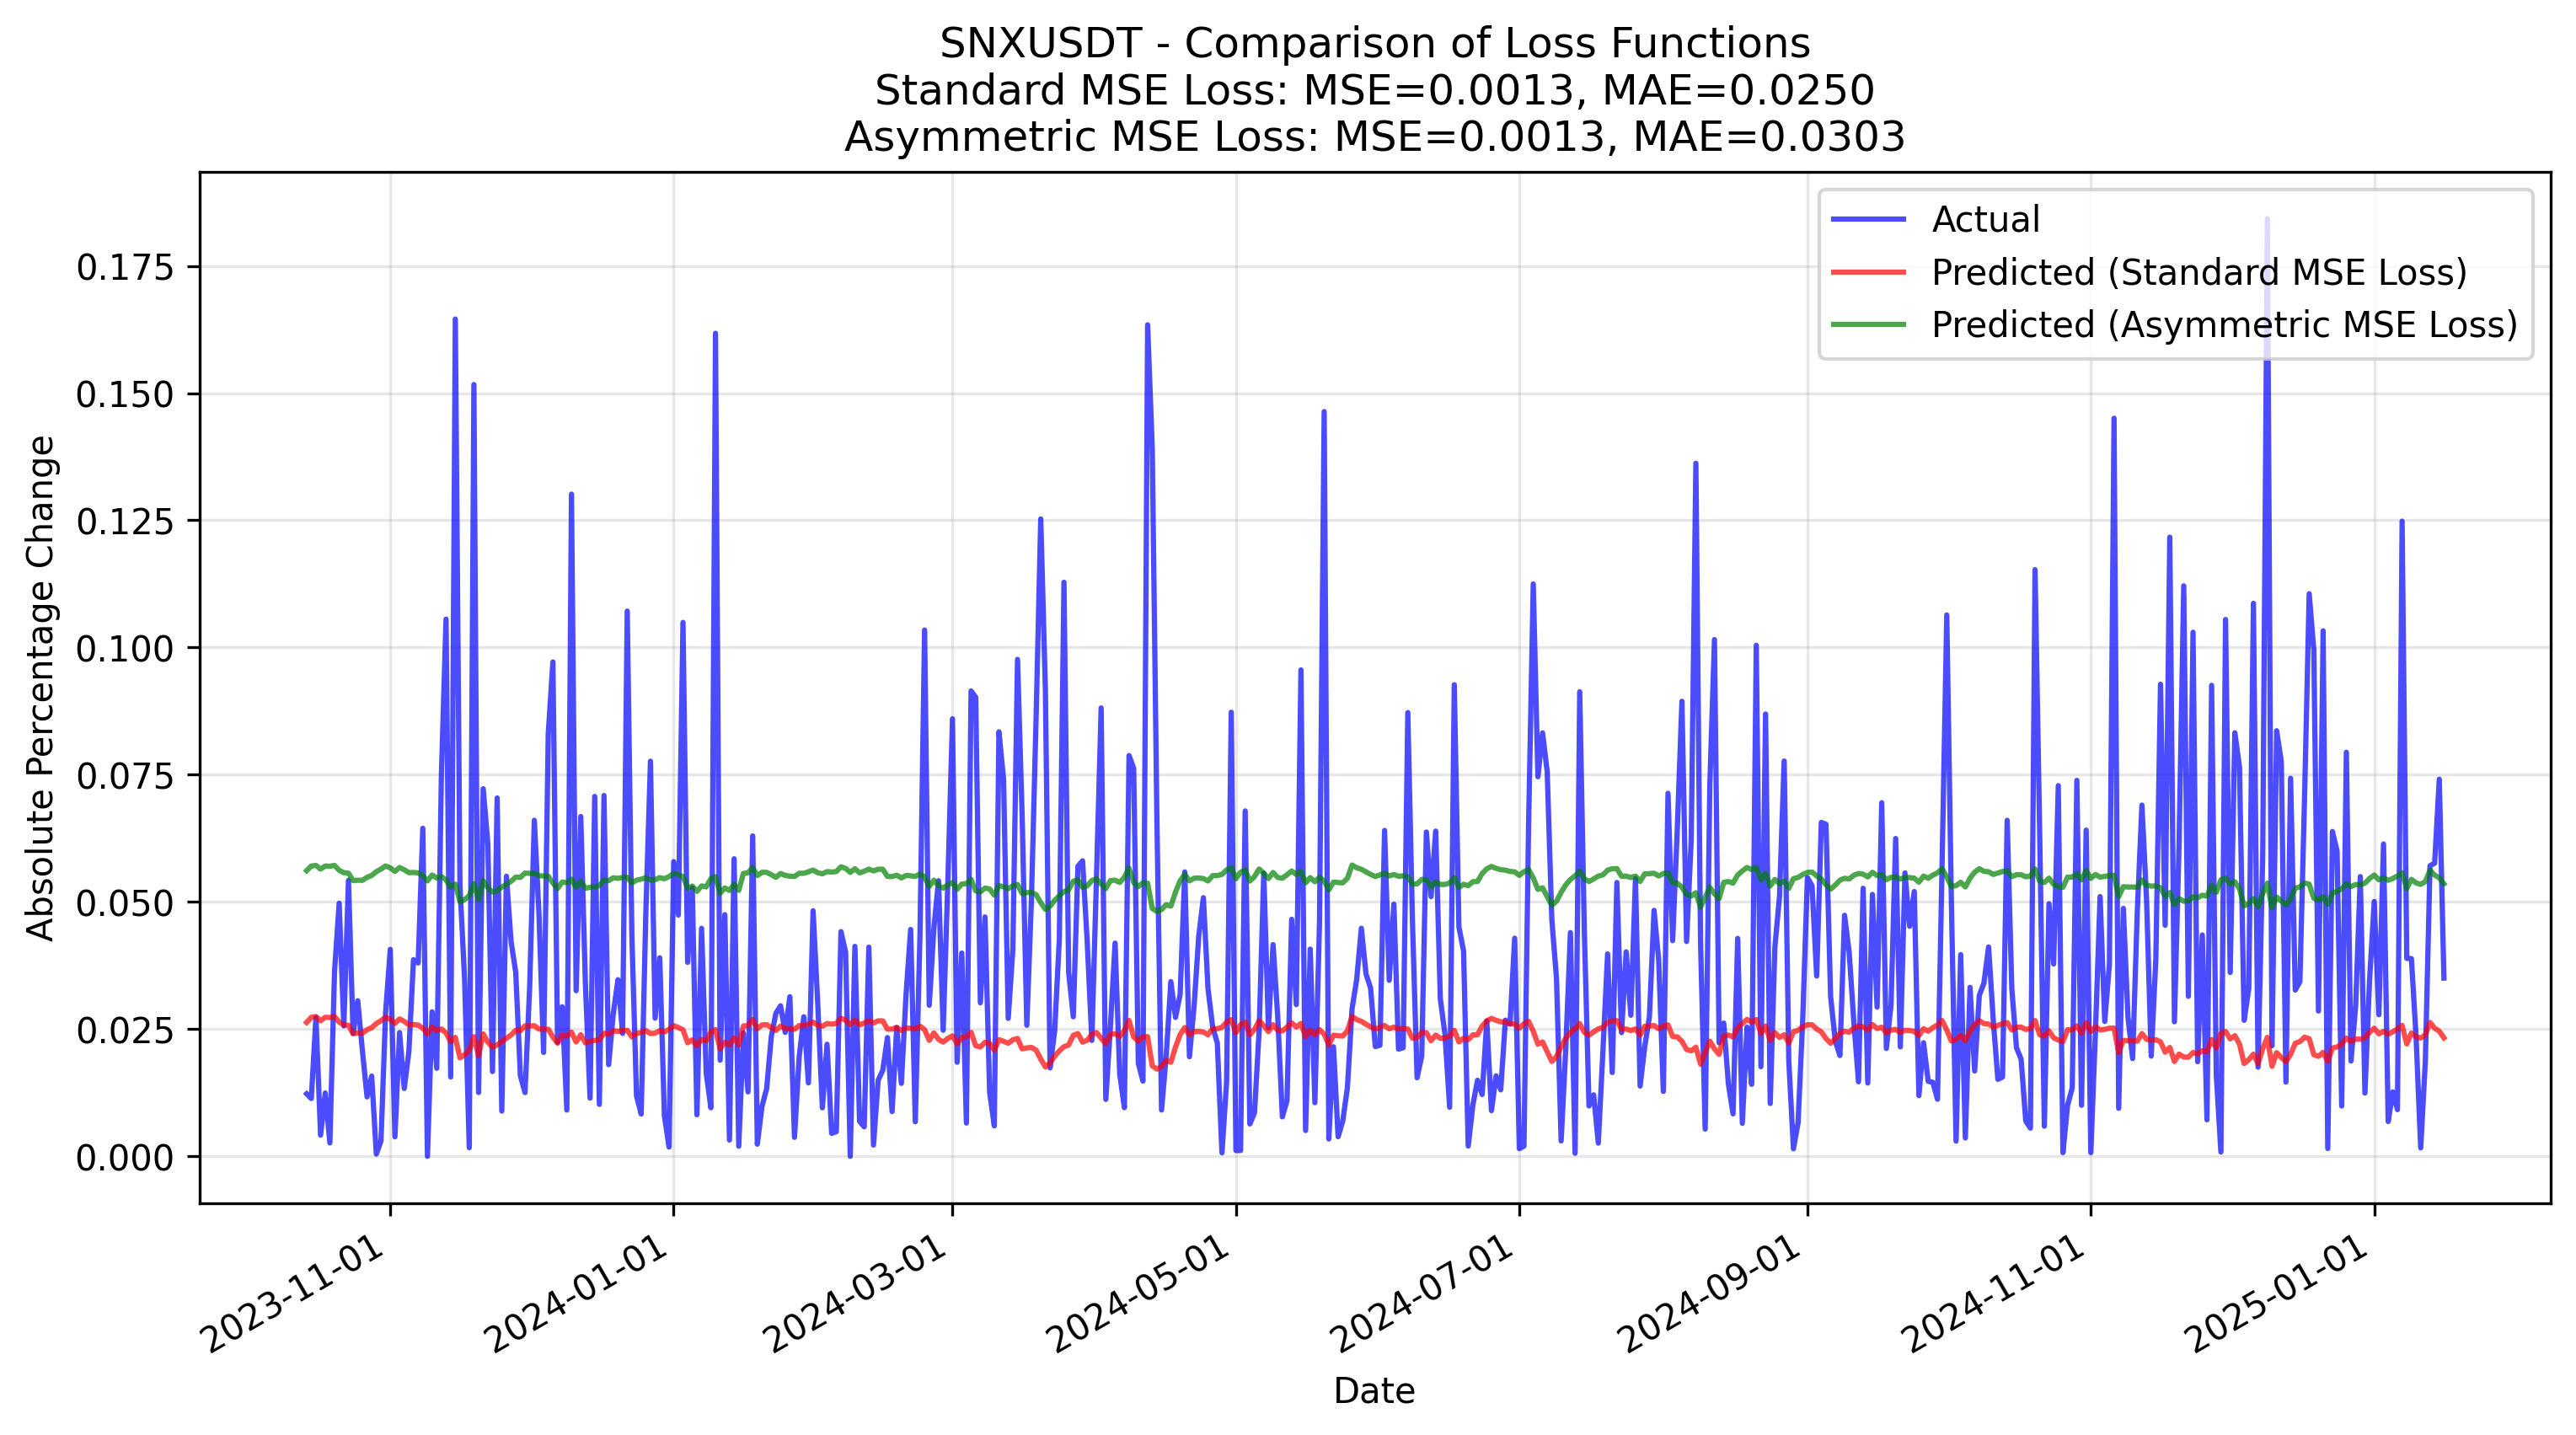 SNXUSDT - Comparison of Loss Functions
Standard MSE Loss: MSE=0.0013, MAE=0.0250
Asymmetric MSE Loss: MSE=0.0013, MAE=0.0303
Actual
Predicted (Standard MSE Loss)
Predicted (Asymmetric MSE Loss)
Absolute Percentage Change
0.175
0.150
0.125
0.100
0.075
0.050
0.025
0.000
2023-11-01
2024-01-01
2024-03-01
2024-05-01
2024-07-01
2024-09-01
2024-11-01
2025-01-01
Date